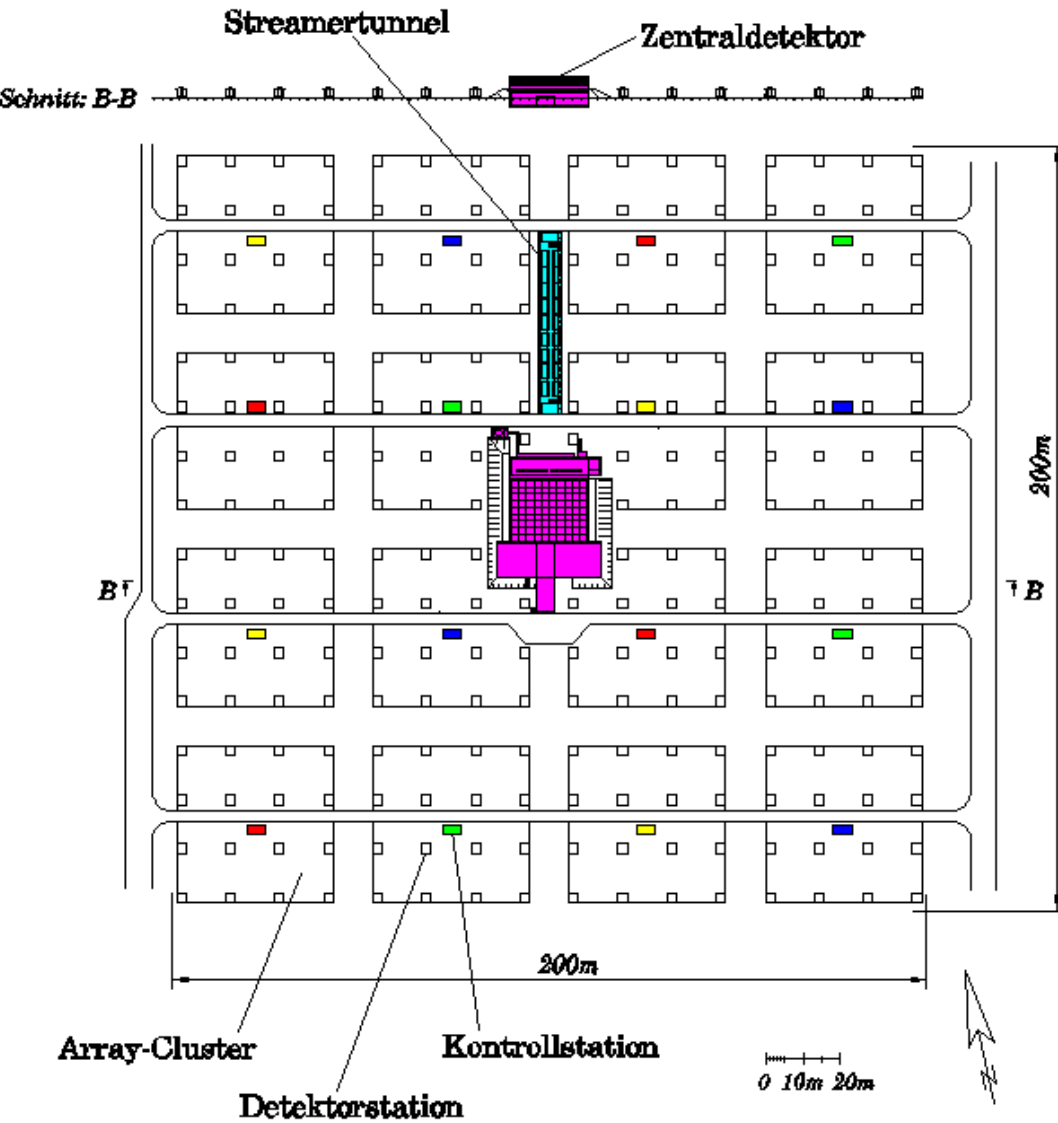 Streamertunnel
Zentraldetektor
Schnitt: B-B
200m
B
B
200m
Array-Cluster
Kontrollstation
Detektorstation
0 10m 20m
N